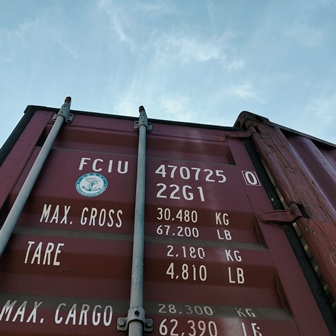 FCIU 470725 0
22G1
MAX. GROSS 30.480 KG
67.200 LB
TARE 2.180 KG
4.810 LB
MAX. CARGO 28.300 KG
62.390 LB